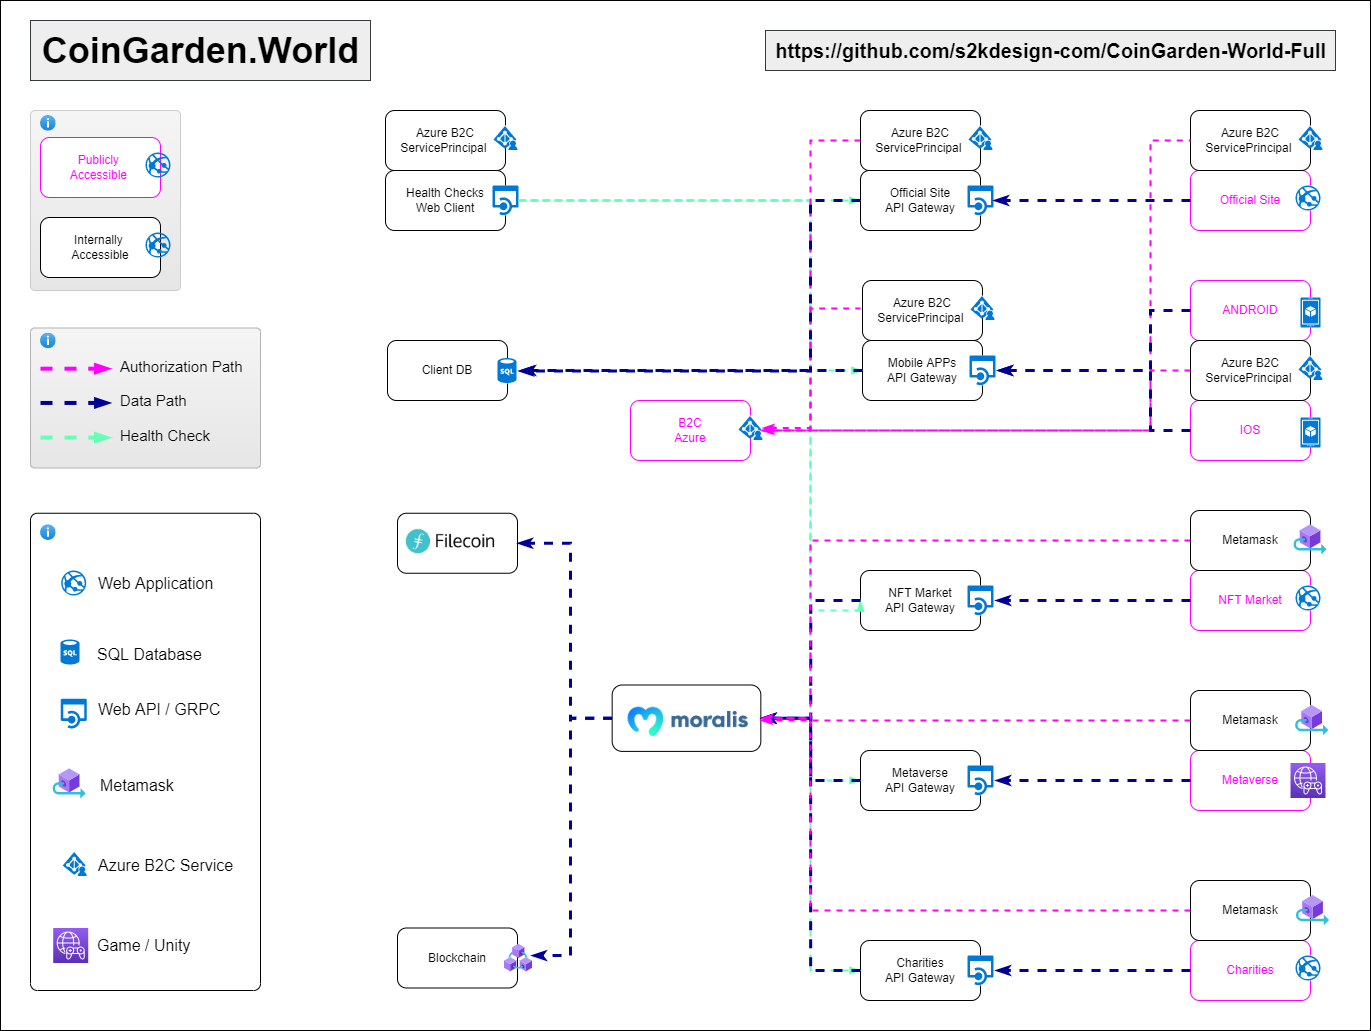 CoinGarden.World
https://github.com/s2kdesign-com/CoinGarden-World-Full
Publicly
Accessible
Internally
Accessible
Authorization Path
Data Path
Health Check
Web Application
SQL
SQL Database
Web API / GRPC
Metamask
Azure B2C Service
Game / Unity
Azure B2C
ServicePrincipal
Health Checks
Web Client
Client DB
SQL
B2C
Azure
Filecoin
moralis
Blockchain
Azure B2C
ServicePrincipal
Official Site
API Gateway
Azure B2C
ServicePrincipal
Mobile APPs
API Gateway
NFT Market
API Gateway
Metaverse
API Gateway
Charities
API Gateway
Azure B2C
ServicePrincipal
Official Site
ANDROID
Azure B2C
ServicePrincipal
IOS
Metamask
NFT Market
Metamask
Metaverse
Metamask
Charities